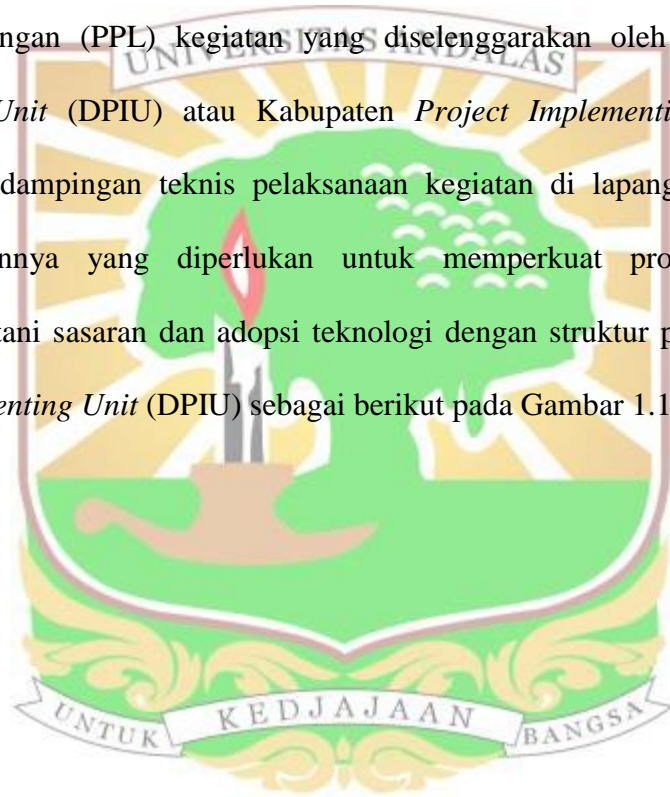 ngan (PPL) kegiatan yang diselenggarakan oleh
UNIVERSITAS ANDALAS
Unit (DPIU) atau Kabupaten Project Implementi
dampingan teknis pelaksanaan kegiatan di lapang
nnya yang diperlukan untuk memperkuat pro
tani sasaran dan adopsi teknologi dengan struktur p
enting Unit (DPIU) sebagai berikut pada Gambar 1.1
UNTUK KEDJAJAAN BANGSA